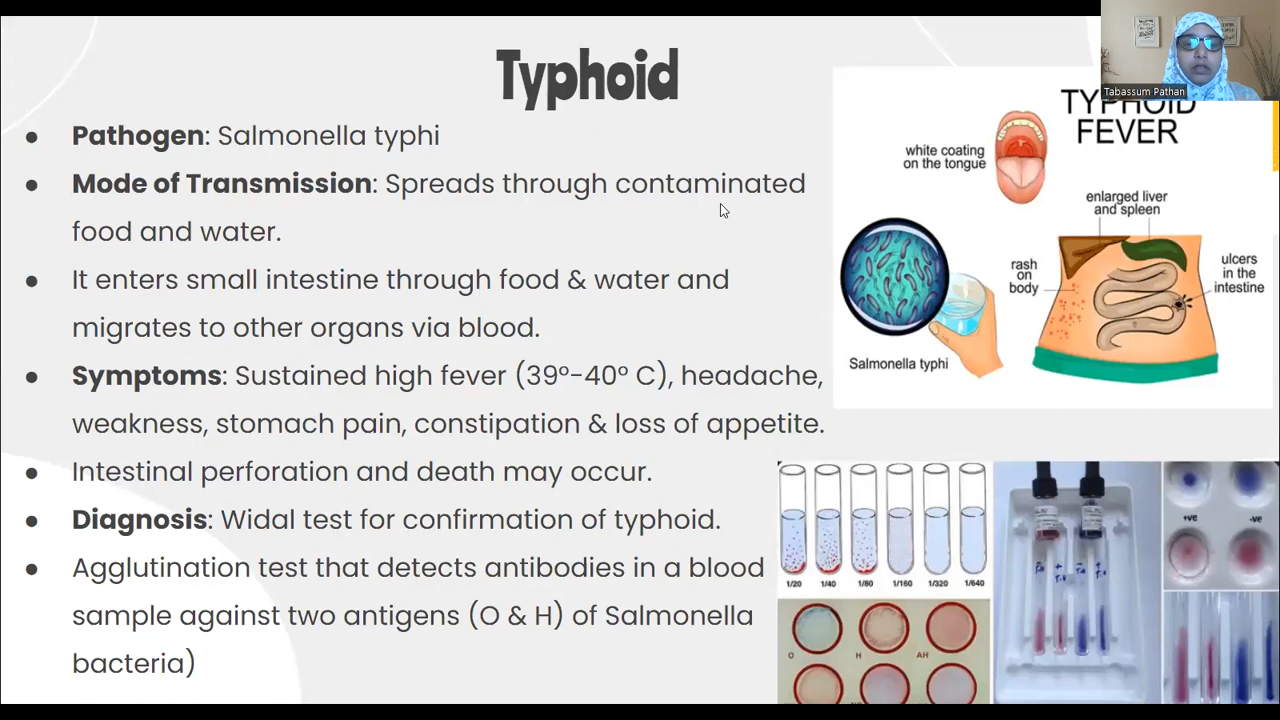 Typhoid
● Pathogen: Salmonella typhi
● Mode of Transmission: Spreads through contaminated
food and water.
● It enters small intestine through food & water and
migrates to other organs via blood.
● Symptoms: Sustained high fever (39°-40° C), headache,
weakness, stomach pain, constipation & loss of appetite.
● Intestinal perforation and death may occur.
● Diagnosis: Widal test for confirmation of typhoid.
● Agglutination test that detects antibodies in a blood
sample against two antigens (O & H) of Salmonella
bacteria)
Tabassum Pathan
TYPHOID
FEVER
white coating
on the tongue
enlarged liver
and spleen
rash
on
body
ulcers
in the
intestine
Salmonella typhi
1/20 1/40 1/80 1/160 1/320 1/640
O H AH
+ve -ve